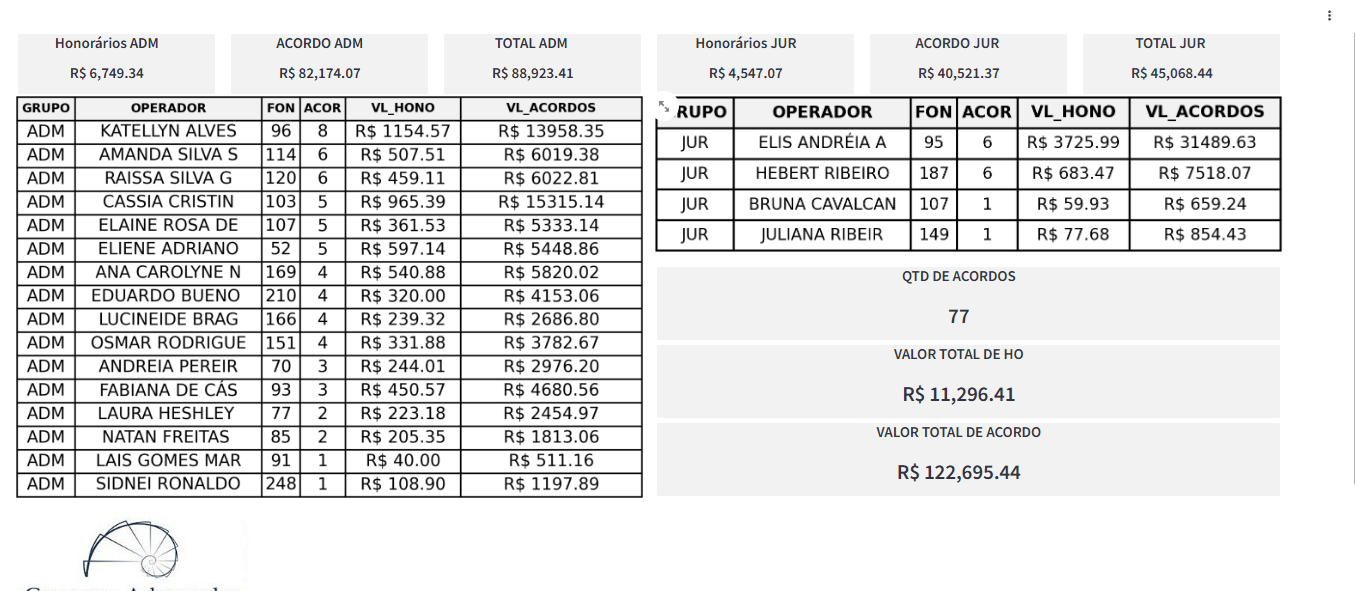 Honorários ADM
R$ 6,749.34
ACORDO ADM
R$ 82,174.07
TOTAL ADM
R$ 88,923.41
Honorários JUR
R$ 4,547.07
ACORDO JUR
R$ 40,521.37
TOTAL JUR
R$ 45,068.44
GRUPO OPERADOR FON ACOR VL_HONO VL_ACORDOS
ADM KATELLYN ALVES 96 8 R$ 1154.57 R$ 13958.35
ADM AMANDA SILVA S 114 6 R$ 507.51 R$ 6019.38
ADM RAISSA SILVA G 120 6 R$ 459.11 R$ 6022.81
ADM CASSIA CRISTIN 103 5 R$ 965.39 R$ 15315.14
ADM ELAINE ROSA DE 107 5 R$ 361.53 R$ 5333.14
ADM ELIENE ADRIANO 52 5 R$ 597.14 R$ 5448.86
ADM ANA CAROLYNE N 169 4 R$ 540.88 R$ 5820.02
ADM EDUARDO BUENO 210 4 R$ 320.00 R$ 4153.06
ADM LUCINEIDE BRAG 166 4 R$ 239.32 R$ 2686.80
ADM OSMAR RODRIGUE 151 4 R$ 331.88 R$ 3782.67
ADM ANDREIA PEREIR 70 3 R$ 244.01 R$ 2976.20
ADM FABIANA DE CÁS 93 3 R$ 450.57 R$ 4680.56
ADM LAURA HESHLEY 77 2 R$ 223.18 R$ 2454.97
ADM NATAN FREITAS 85 2 R$ 205.35 R$ 1813.06
ADM LAIS GOMES MAR 91 1 R$ 40.00 R$ 511.16
ADM SIDNEI RONALDO 248 1 R$ 108.90 R$ 1197.89
RUPO OPERADOR FON ACOR VL_HONO VL_ACORDOS
JUR ELIS ANDRÉIA A 95 6 R$ 3725.99 R$ 31489.63
JUR HEBERT RIBEIRO 187 6 R$ 683.47 R$ 7518.07
JUR BRUNA CAVALCAN 107 1 R$ 59.93 R$ 659.24
JUR JULIANA RIBEIR 149 1 R$ 77.68 R$ 854.43
QTD DE ACORDOS
77
VALOR TOTAL DE HO
R$ 11,296.41
VALOR TOTAL DE ACORDO
R$ 122,695.44